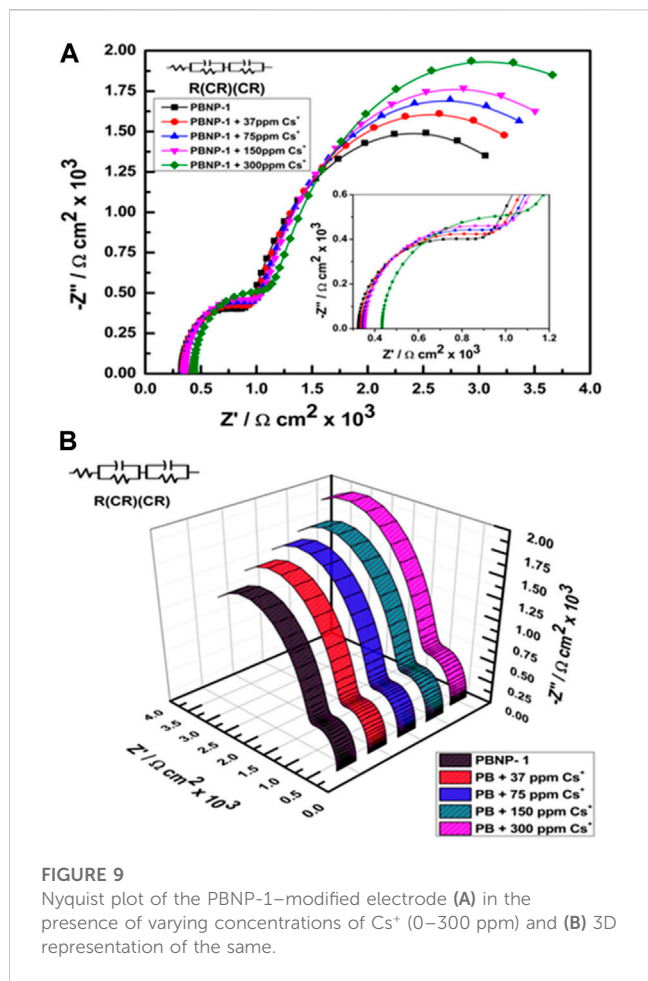 A
R(CR)(CR)
PBNP-1
PBNP-1 + 37ppm Cs⁺
PBNP-1 + 75ppm Cs⁺
PBNP-1 + 150ppm Cs⁺
PBNP-1 + 300ppm Cs⁺
2.00
1.75
1.50
1.25
1.00
0.75
0.50
0.25
0.00
-Z'' / Ω cm² x 10³
0.0
0.5
1.0
1.5
2.0
2.5
3.0
3.5
4.0
Z' / Ω cm² x 10³
0.6
0.4
0.2
0.0
-Z'' / Ω cm² x 10³
0.4
0.6
0.8
1.0
1.2
Z' / Ω cm² x 10³
B
R(CR)(CR)
4.0
3.5
3.0
2.5
2.0
1.5
1.0
0.5
0.0
Z' / Ω cm² x 10³
2.00
1.75
1.50
1.25
1.00
0.75
0.50
0.25
0.00
-Z'' / Ω cm² x 10³
PBNP- 1
PB + 37 ppm Cs⁺
PB + 75 ppm Cs⁺
PB + 150 ppm Cs⁺
PB + 300 ppm Cs⁺
FIGURE 9
Nyquist plot of the PBNP-1–modified electrode (A) in the
presence of varying concentrations of Cs⁺ (0–300 ppm) and (B) 3D
representation of the same.